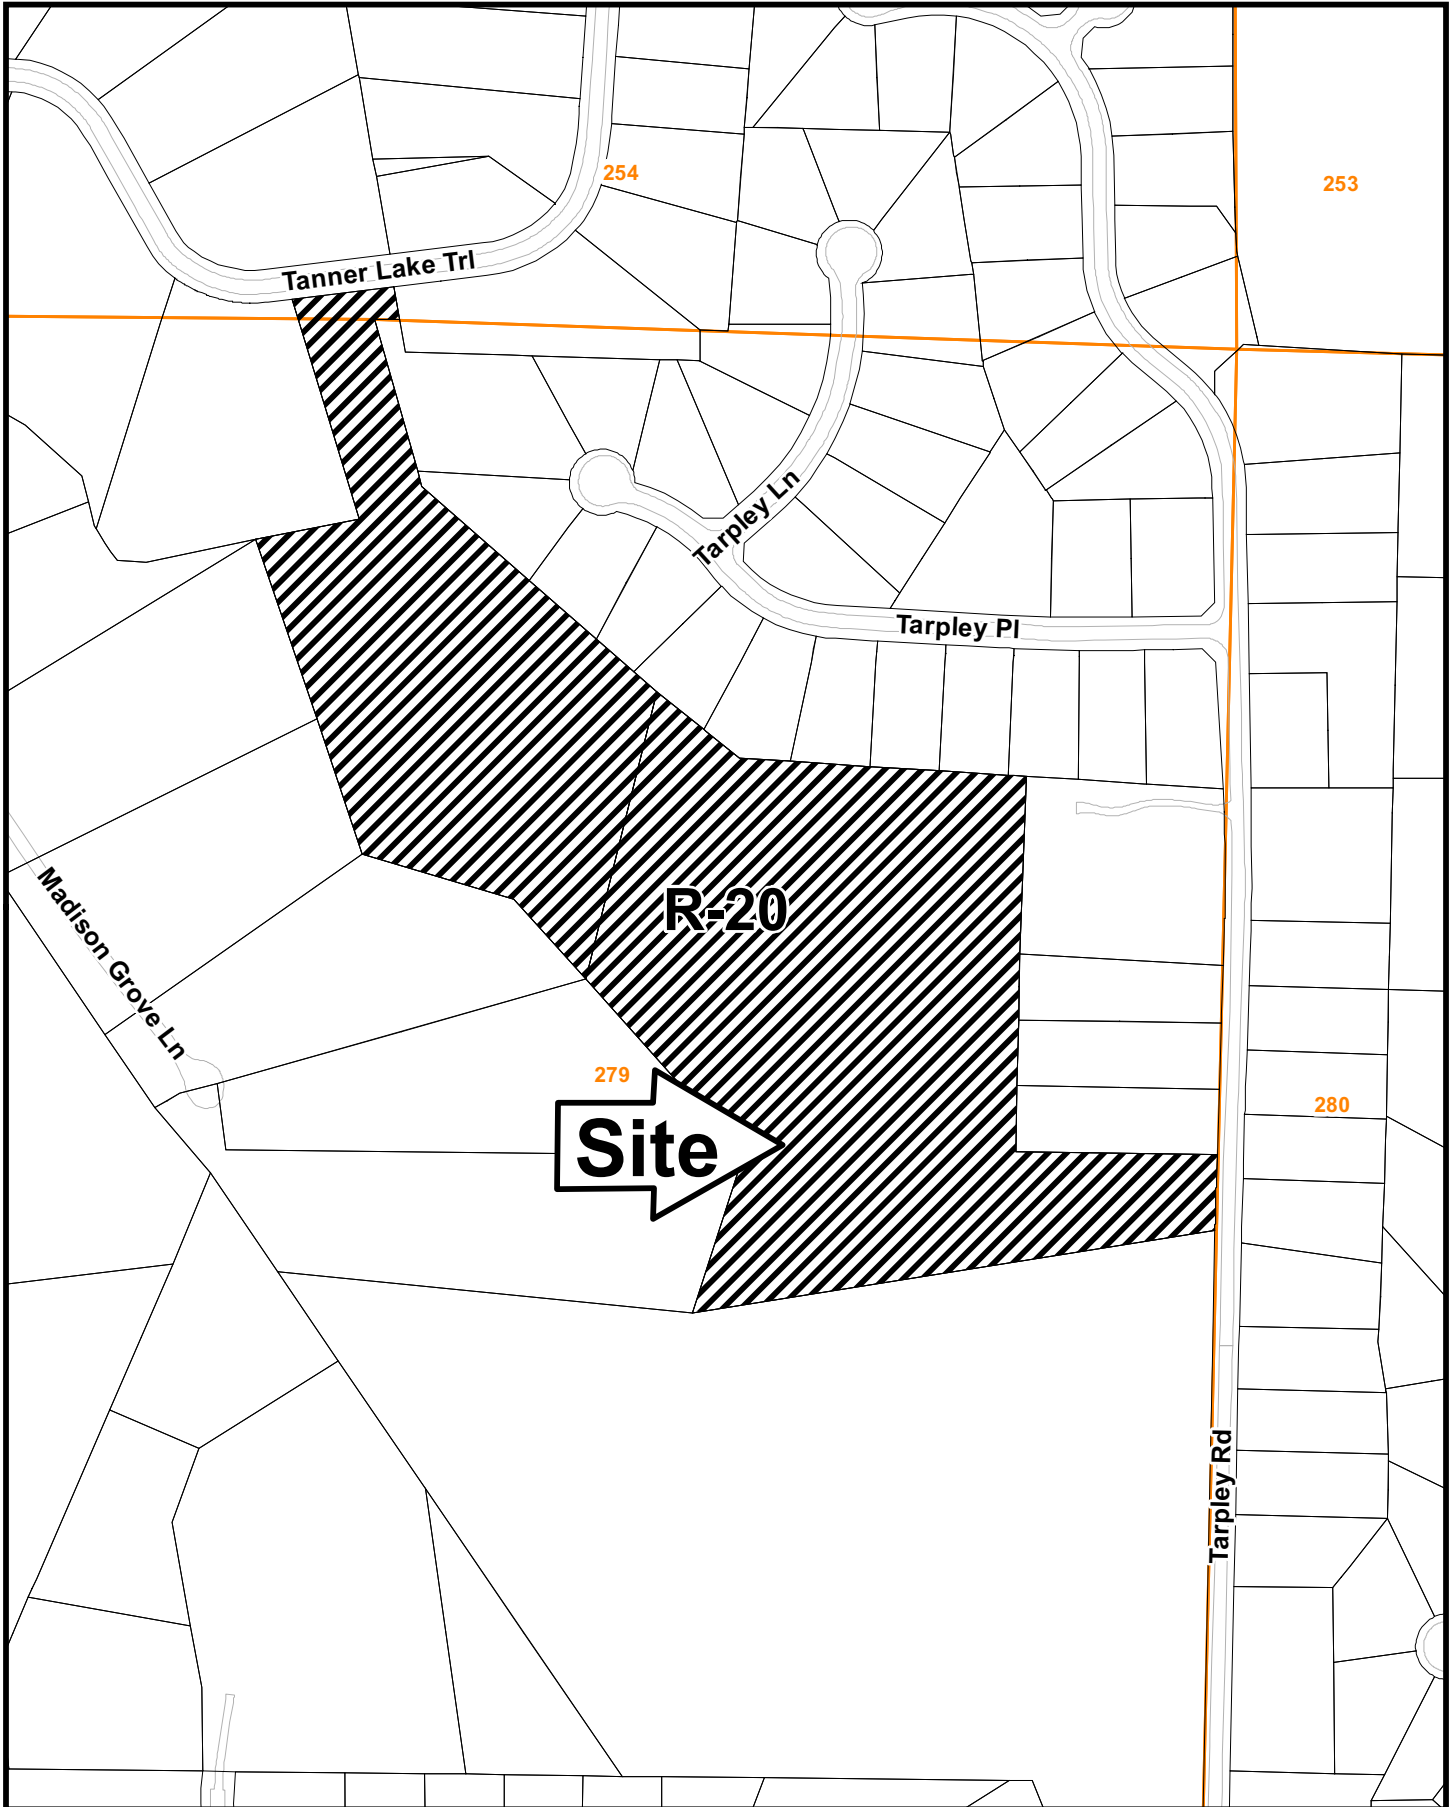 254
253
Tanner Lake Trl
Tarpley Ln
Tarpley Pl
R-20
Madison Grove Ln
279
280
Site
Tarpley Rd